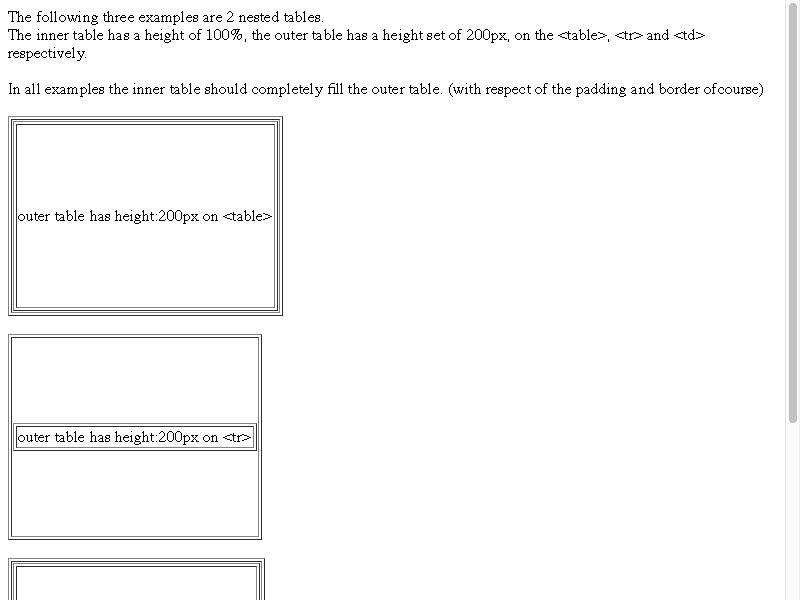 The following three examples are 2 nested tables.
The inner table has a height of 100%, the outer table has a height set of 200px, on the <table>, <tr> and <td>
respectively.
In all examples the inner table should completely fill the outer table. (with respect of the padding and border ofcourse)
outer table has height:200px on <table>
outer table has height:200px on <tr>